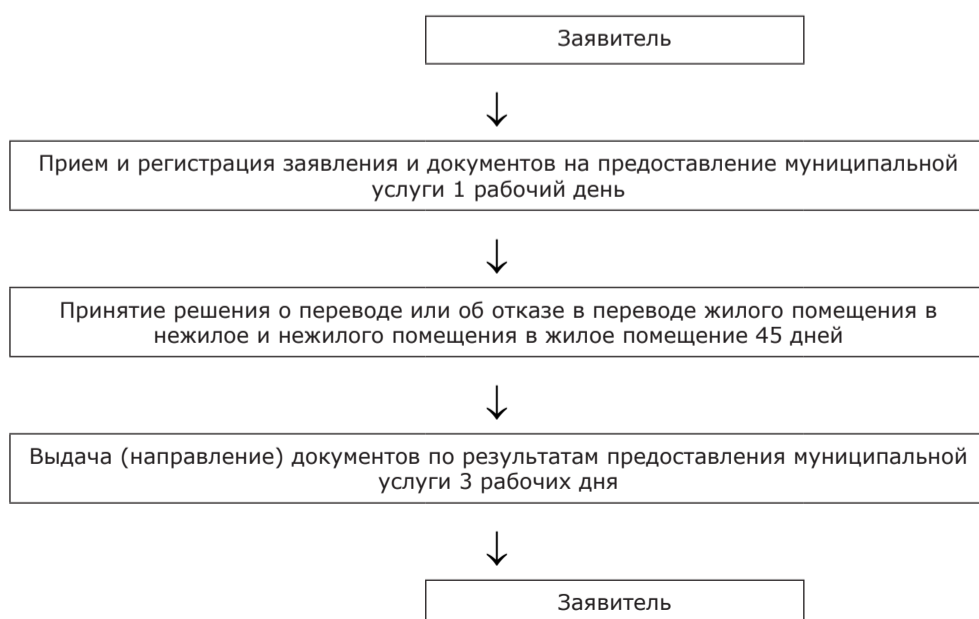 Заявитель
Прием и регистрация заявления и документов на предоставление муниципальной
услуги 1 рабочий день
Принятие решения о переводе или об отказе в переводе жилого помещения в
нежилое и нежилого помещения в жилое помещение 45 дней
Выдача (направление) документов по результатам предоставления муниципальной
услуги 3 рабочих дня
Заявитель